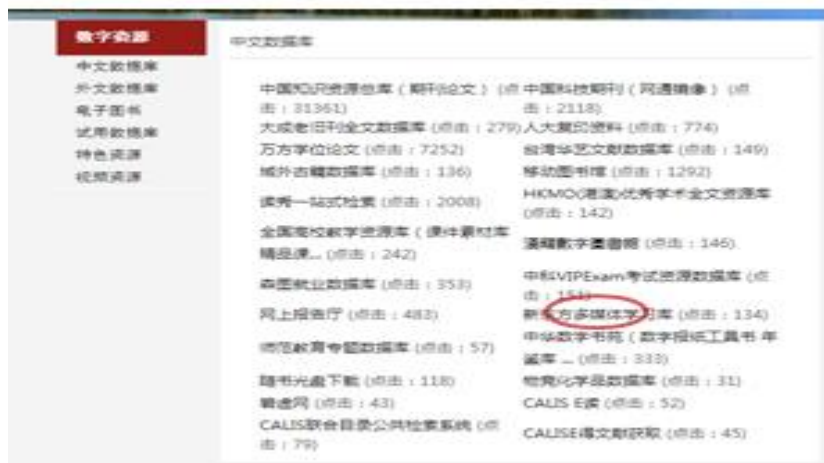 数字资源
中文数据库
中文数据库
外文数据库
电子图书
试用数据库
特色资源
视频资源
中国知识资源总库(期刊论文)(点
击:31361)
中国科技期刊(网通镜像)(点
击:2118)
大成老旧刊全文数据库 (点击:279)
人大复印资料 (点击:774)
万方学位论文 (点击:7252)
台湾华艺文献数据库 (点击:149)
域外古籍数据库 (点击:136)
移动图书馆 (点击:1292)
读秀一站式检索 (点击:2008)
HKMO(港澳)优秀学术全文资源库
(点击:142)
全国高校教学资源库(课件素材库
精品课... (点击:242)
瀚堂數字 (点击:146)
森图就业数据库 (点击:353)
中科VIPExam考试资源数据库 (点
击:151)
网上报告厅 (点击:483)
新东方多媒体学习库 (点击:134)
师范教育专题数据库 (点击:57)
中华数字书苑(数字报纸工具书 年
鉴库 ... (点击:333)
随书光盘下载 (点击:118)
物竞化学品数据库 (点击:31)
(点击:43)
CALIS E读 (点击:52)
CALIS联合目录公共检索系统 (点
击:79)
CALISE得文献获取 (点击:45)